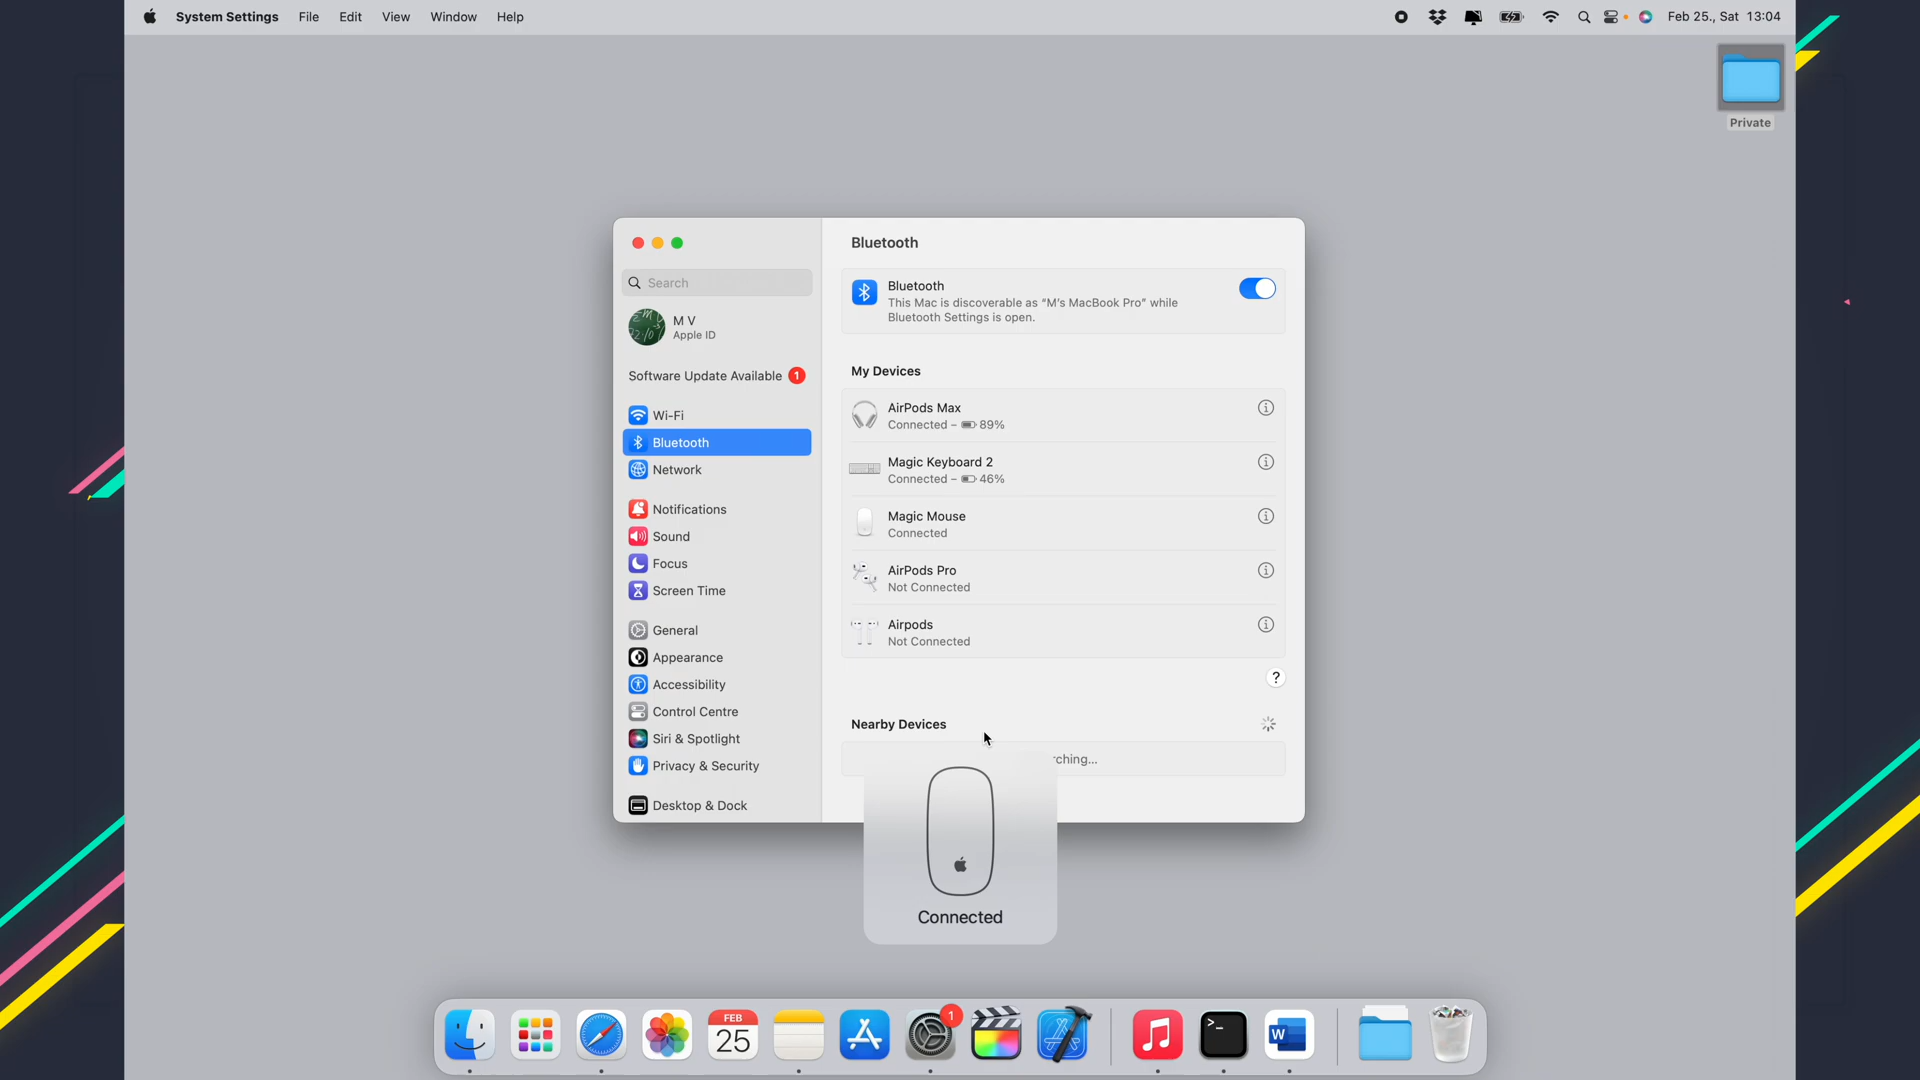 System Settings File Edit View Window Help
Feb 25., Sat 13:04
Private
Bluetooth
Search
M V
Apple ID
Software Update Available 1
Wi-Fi
Bluetooth
Network
Notifications
Sound
Focus
Screen Time
General
Appearance
Accessibility
Control Centre
Siri & Spotlight
Privacy & Security
Desktop & Dock
Bluetooth
This Mac is discoverable as “M’s MacBook Pro” while
Bluetooth Settings is open.
My Devices
AirPods Max
Connected – 89%
Magic Keyboard 2
Connected – 46%
Magic Mouse
Connected
AirPods Pro
Not Connected
Airpods
Not Connected
?
Nearby Devices
rching...
Connected
FEB
25
1
>_
W